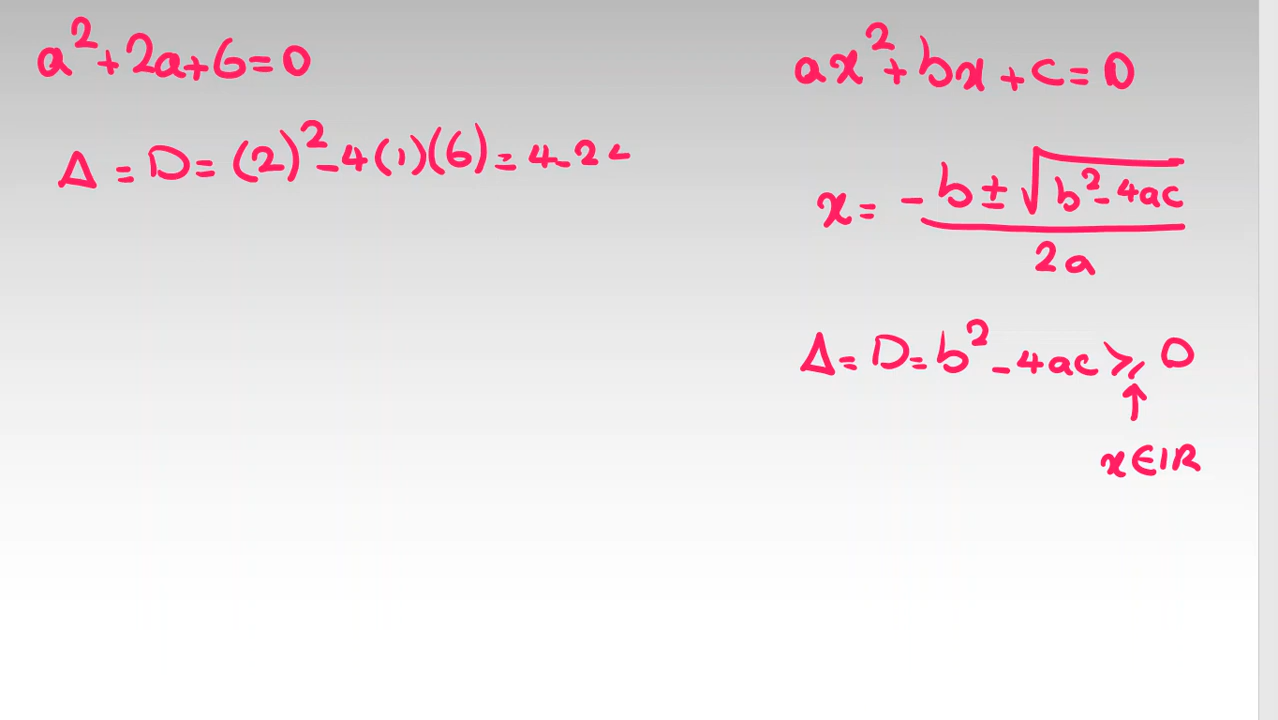 a²+2a+6=0
Δ = D= (2)²-4(1)(6)=4-24
ax²+bx+c=0
x= -b±√b²-4ac / 2a
Δ= D= b²-4ac ⩾ 0
↑
x∈IR